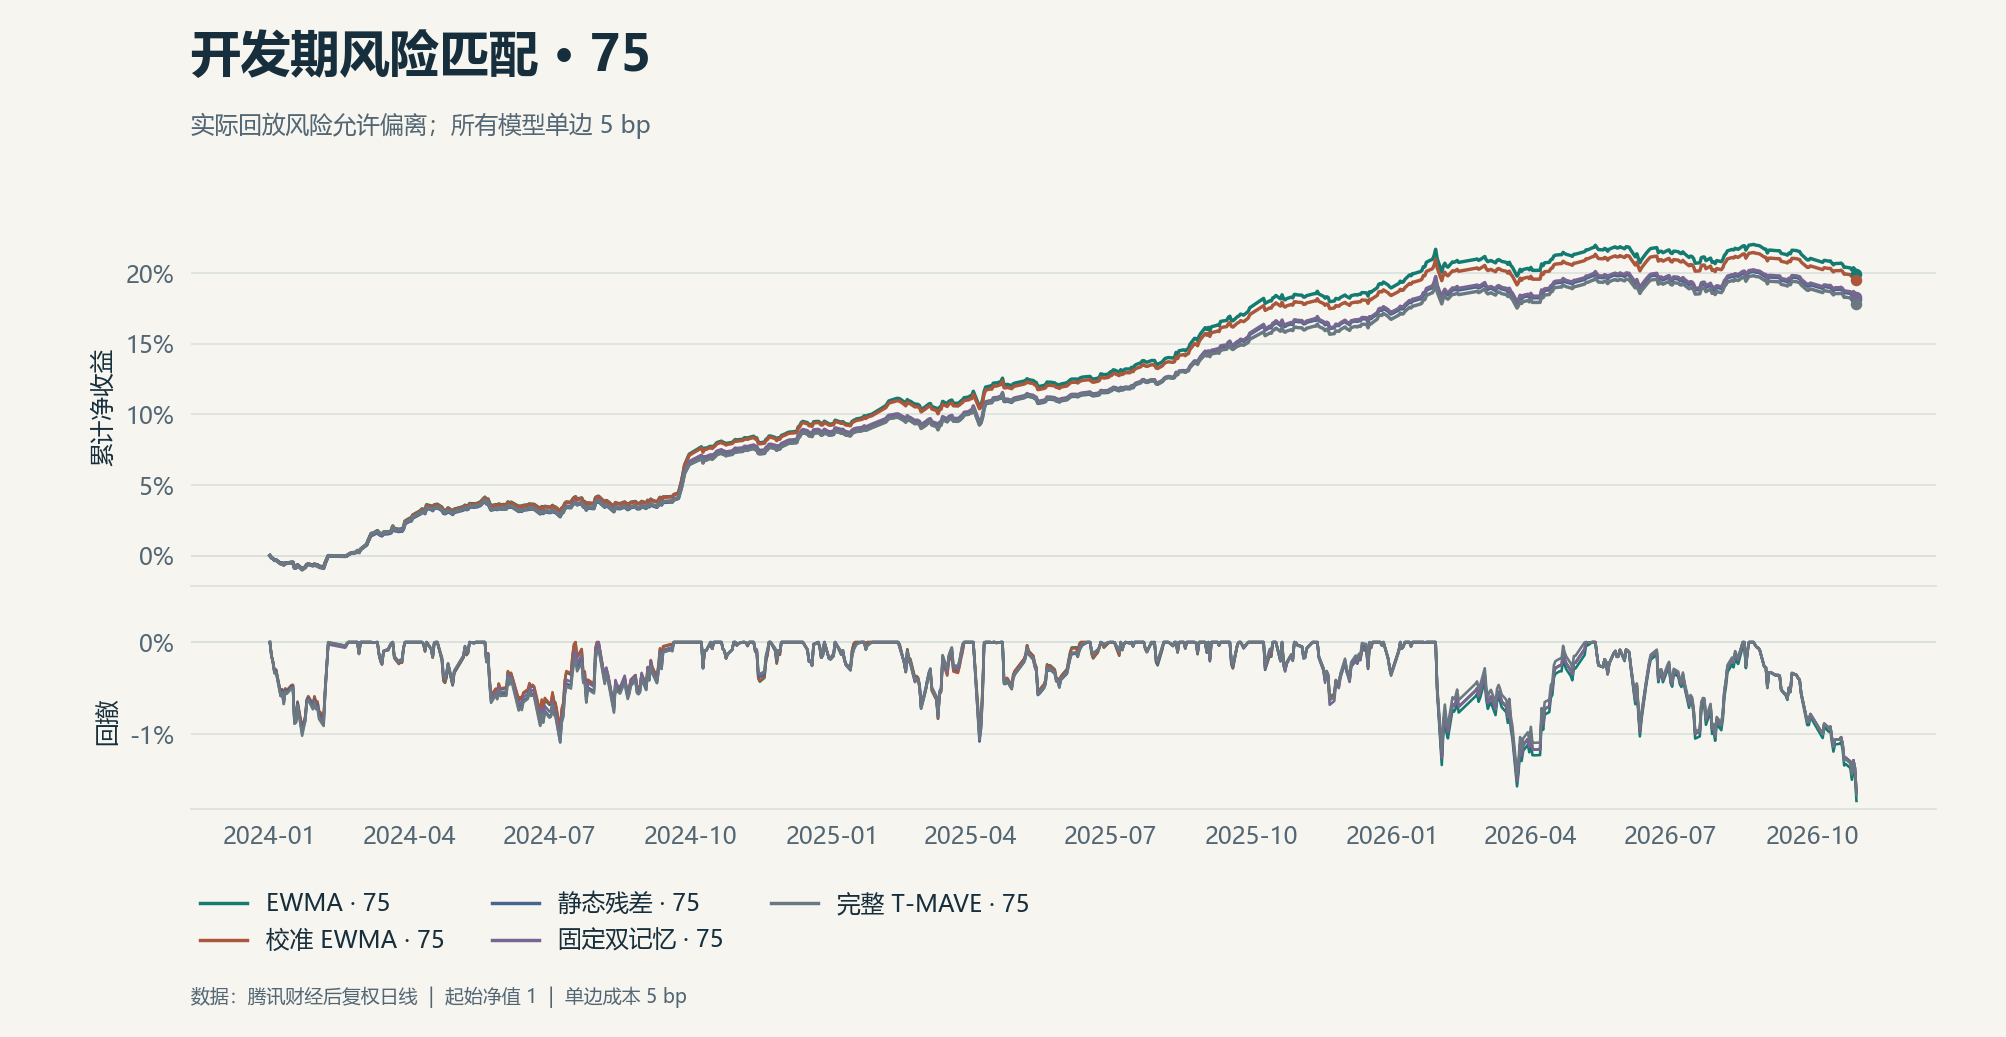 开发期风险匹配 • 75
实际回放风险允许偏离；所有模型单边 5 bp
累计净收益
20%
15%
10%
5%
0%
回撤
0%
-1%
2024-01 2024-04 2024-07 2024-10 2025-01 2025-04 2025-07 2025-10 2026-01 2026-04 2026-07 2026-10
EWMA · 75 静态残差 · 75 完整 T-MAVE · 75
校准 EWMA · 75 固定双记忆 · 75
数据：腾讯财经后复权日线 | 起始净值 1 | 单边成本 5 bp